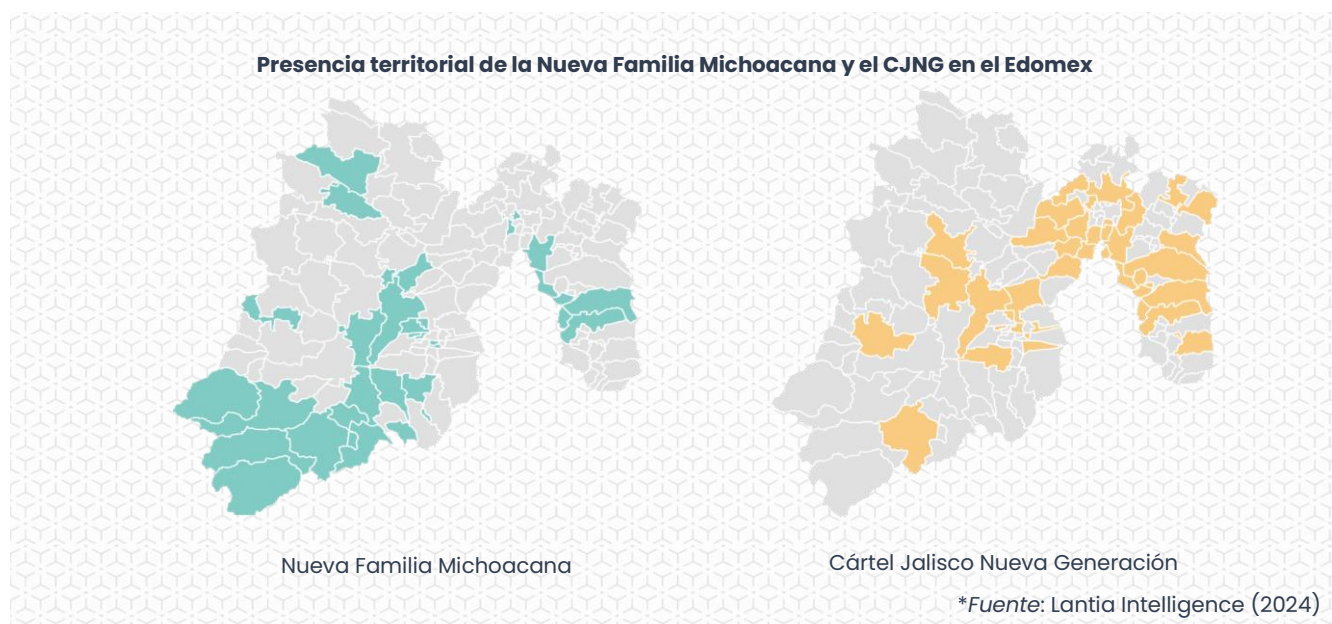 Presencia territorial de la Nueva Familia Michoacana y el CJNG en el Edomex
Nueva Familia Michoacana
Cártel Jalisco Nueva Generación
*Fuente: Lantia Intelligence (2024)